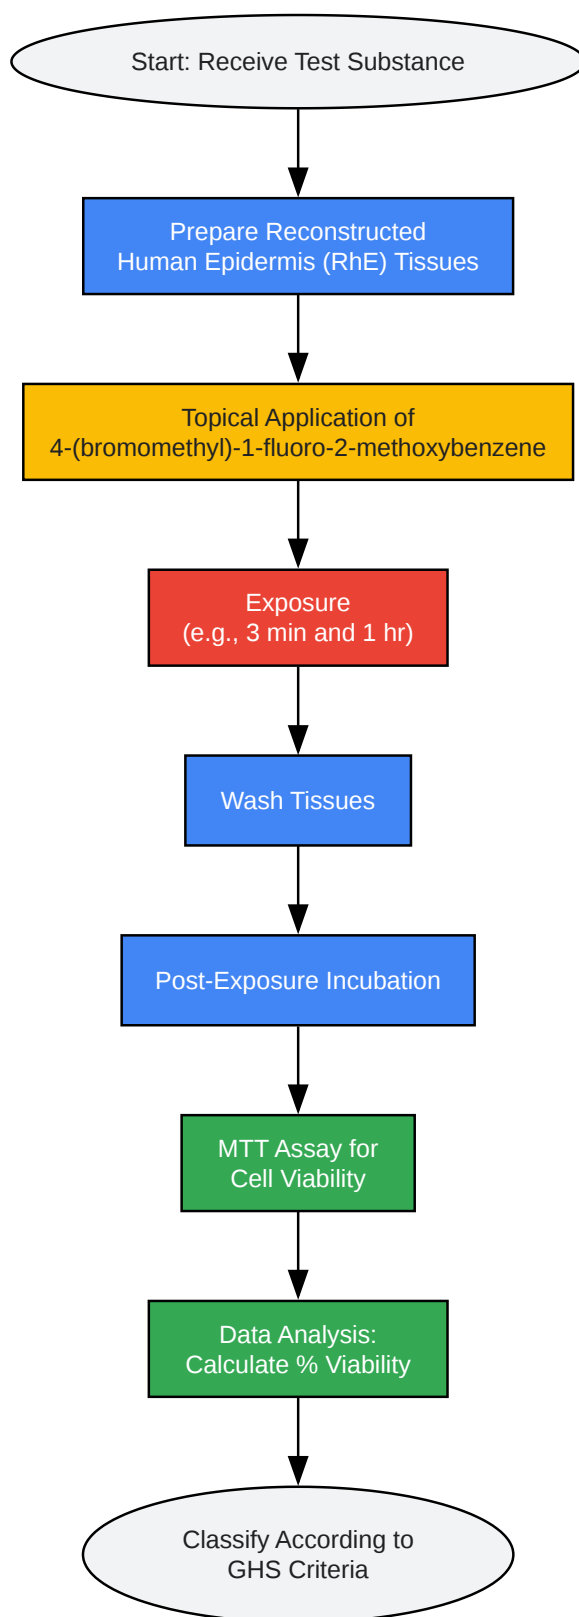 Start: Receive Test Substance
Prepare Reconstructed
Human Epidermis (RhE) Tissues
Topical Application of
4-(bromomethyl)-1-fluoro-2-methoxybenzene
Exposure
(e.g., 3 min and 1 hr)
Wash Tissues
Post-Exposure Incubation
MTT Assay for
Cell Viability
Data Analysis:
Calculate % Viability
Classify According to
GHS Criteria